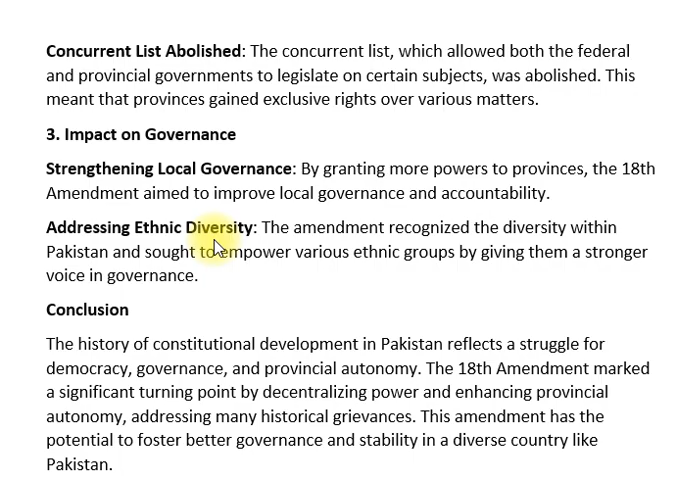 Concurrent List Abolished: The concurrent list, which allowed both the federal
and provincial governments to legislate on certain subjects, was abolished. This
meant that provinces gained exclusive rights over various matters.
3. Impact on Governance
Strengthening Local Governance: By granting more powers to provinces, the 18th
Amendment aimed to improve local governance and accountability.
Addressing Ethnic Diversity: The amendment recognized the diversity within
Pakistan and sought to empower various ethnic groups by giving them a stronger
voice in governance.
Conclusion
The history of constitutional development in Pakistan reflects a struggle for
democracy, governance, and provincial autonomy. The 18th Amendment marked
a significant turning point by decentralizing power and enhancing provincial
autonomy, addressing many historical grievances. This amendment has the
potential to foster better governance and stability in a diverse country like
Pakistan.